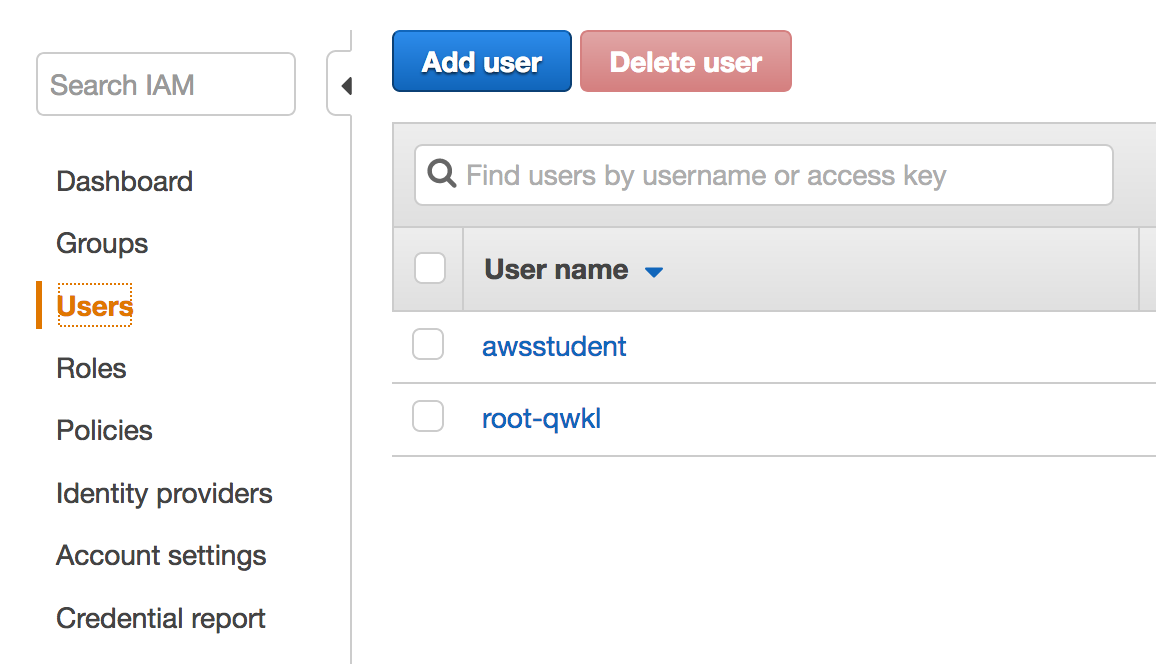 Search IAM
Dashboard
Groups
Users
Roles
Policies
Identity providers
Account settings
Credential report
Add user
Delete user
Find users by username or access key
User name
awsstudent
root-qwkl